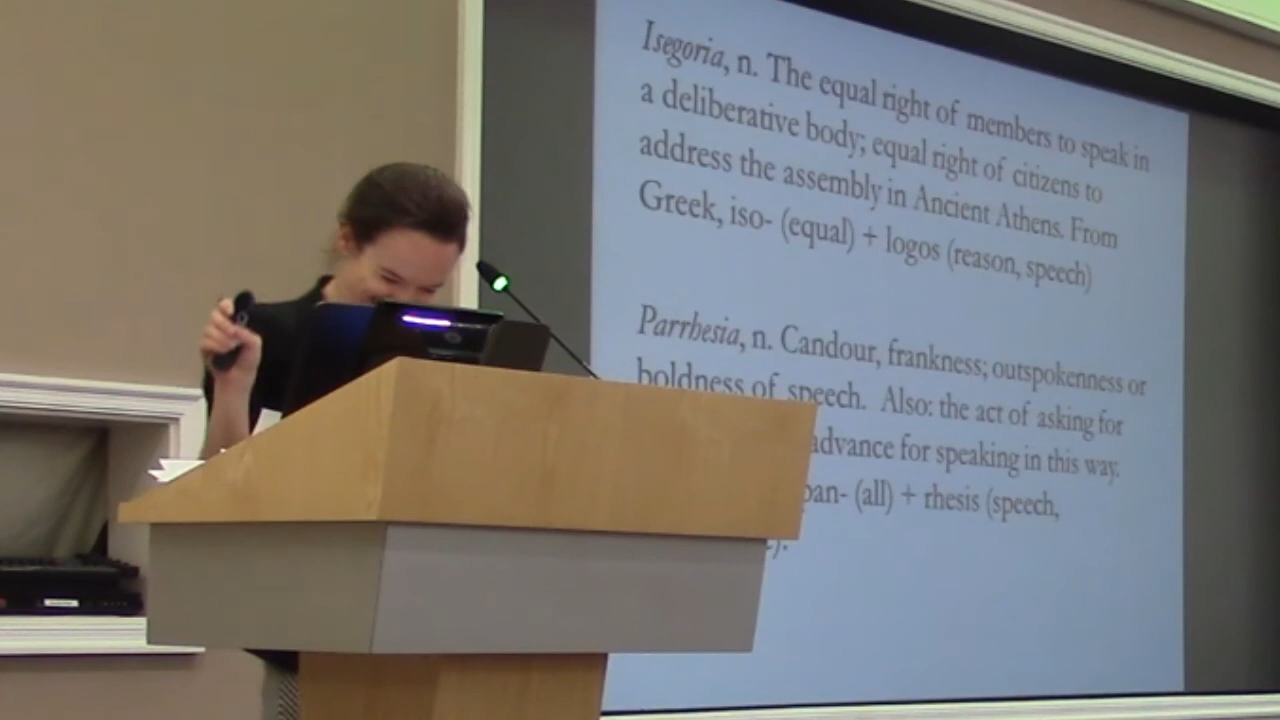 Isegoria, n. The equal right of members to speak in
a deliberative body; equal right of citizens to
address the assembly in Ancient Athens. From
Greek, iso- (equal) + logos (reason, speech)
Parrhesia, n. Candour, frankness; outspokenness or
boldness of speech. Also: the act of asking for
advance for speaking in this way.
pan- (all) + rhesis (speech,